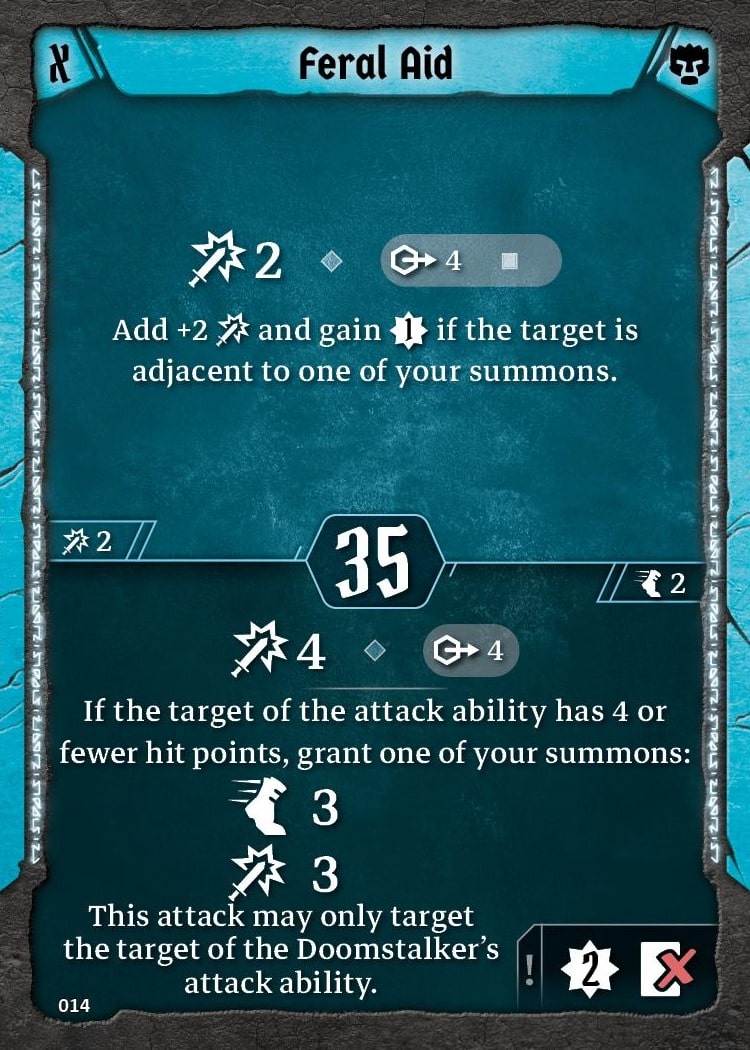 X
Feral Aid
2 4
Add +2 and gain 1 if the target is
adjacent to one of your summons.
2
35
2
4 4
If the target of the attack ability has 4 or
fewer hit points, grant one of your summons:
3
3
This attack may only target
the target of the Doomstalker's
attack ability.
! 2
014